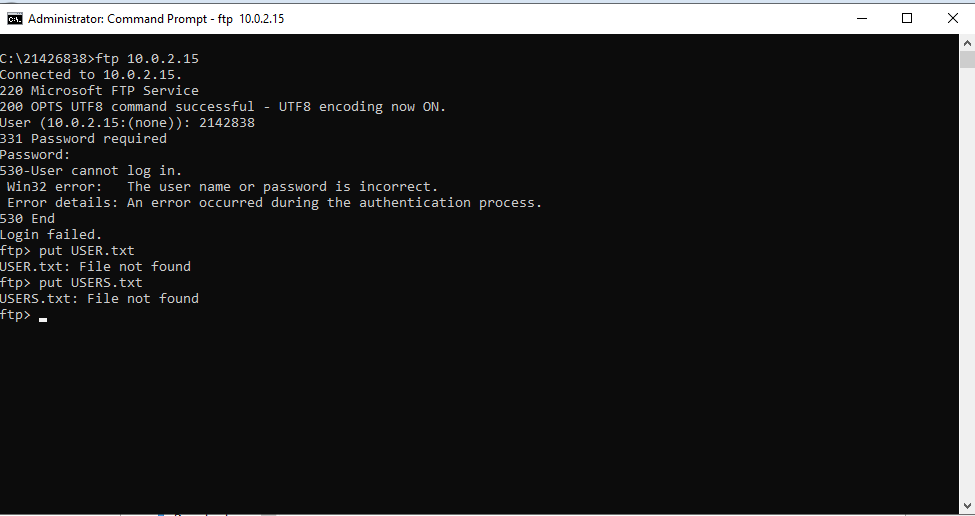 Administrator: Command Prompt - ftp 10.0.2.15
C:\21426838>ftp 10.0.2.15
Connected to 10.0.2.15.
220 Microsoft FTP Service
200 OPTS UTF8 command successful - UTF8 encoding now ON.
User (10.0.2.15:(none)): 2142838
331 Password required
Password:
530-User cannot log in.
Win32 error:   The user name or password is incorrect.
Error details: An error occurred during the authentication process.
530 End
Login failed.
ftp> put USER.txt
USER.txt: File not found
ftp> put USERS.txt
USERS.txt: File not found
ftp>